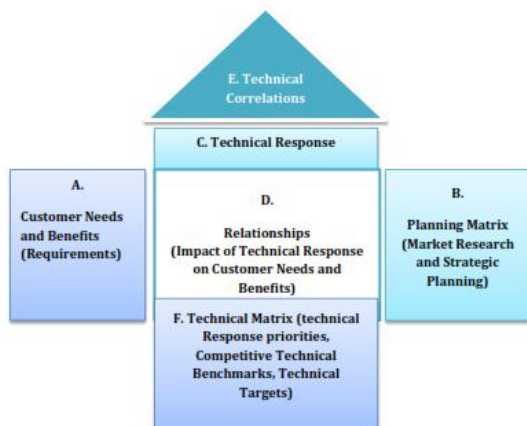 E. Technical
Correlations
C. Technical Response
A.
Customer Needs
and Benefits
(Requirements)
D.
Relationships
(Impact of Technical Response
on Customer Needs and
Benefits)
B.
Planning Matrix
(Market Research
and Strategic
Planning)
F. Technical Matrix (technical
Response priorities,
Competitive Technical
Benchmarks, Technical
Targets)